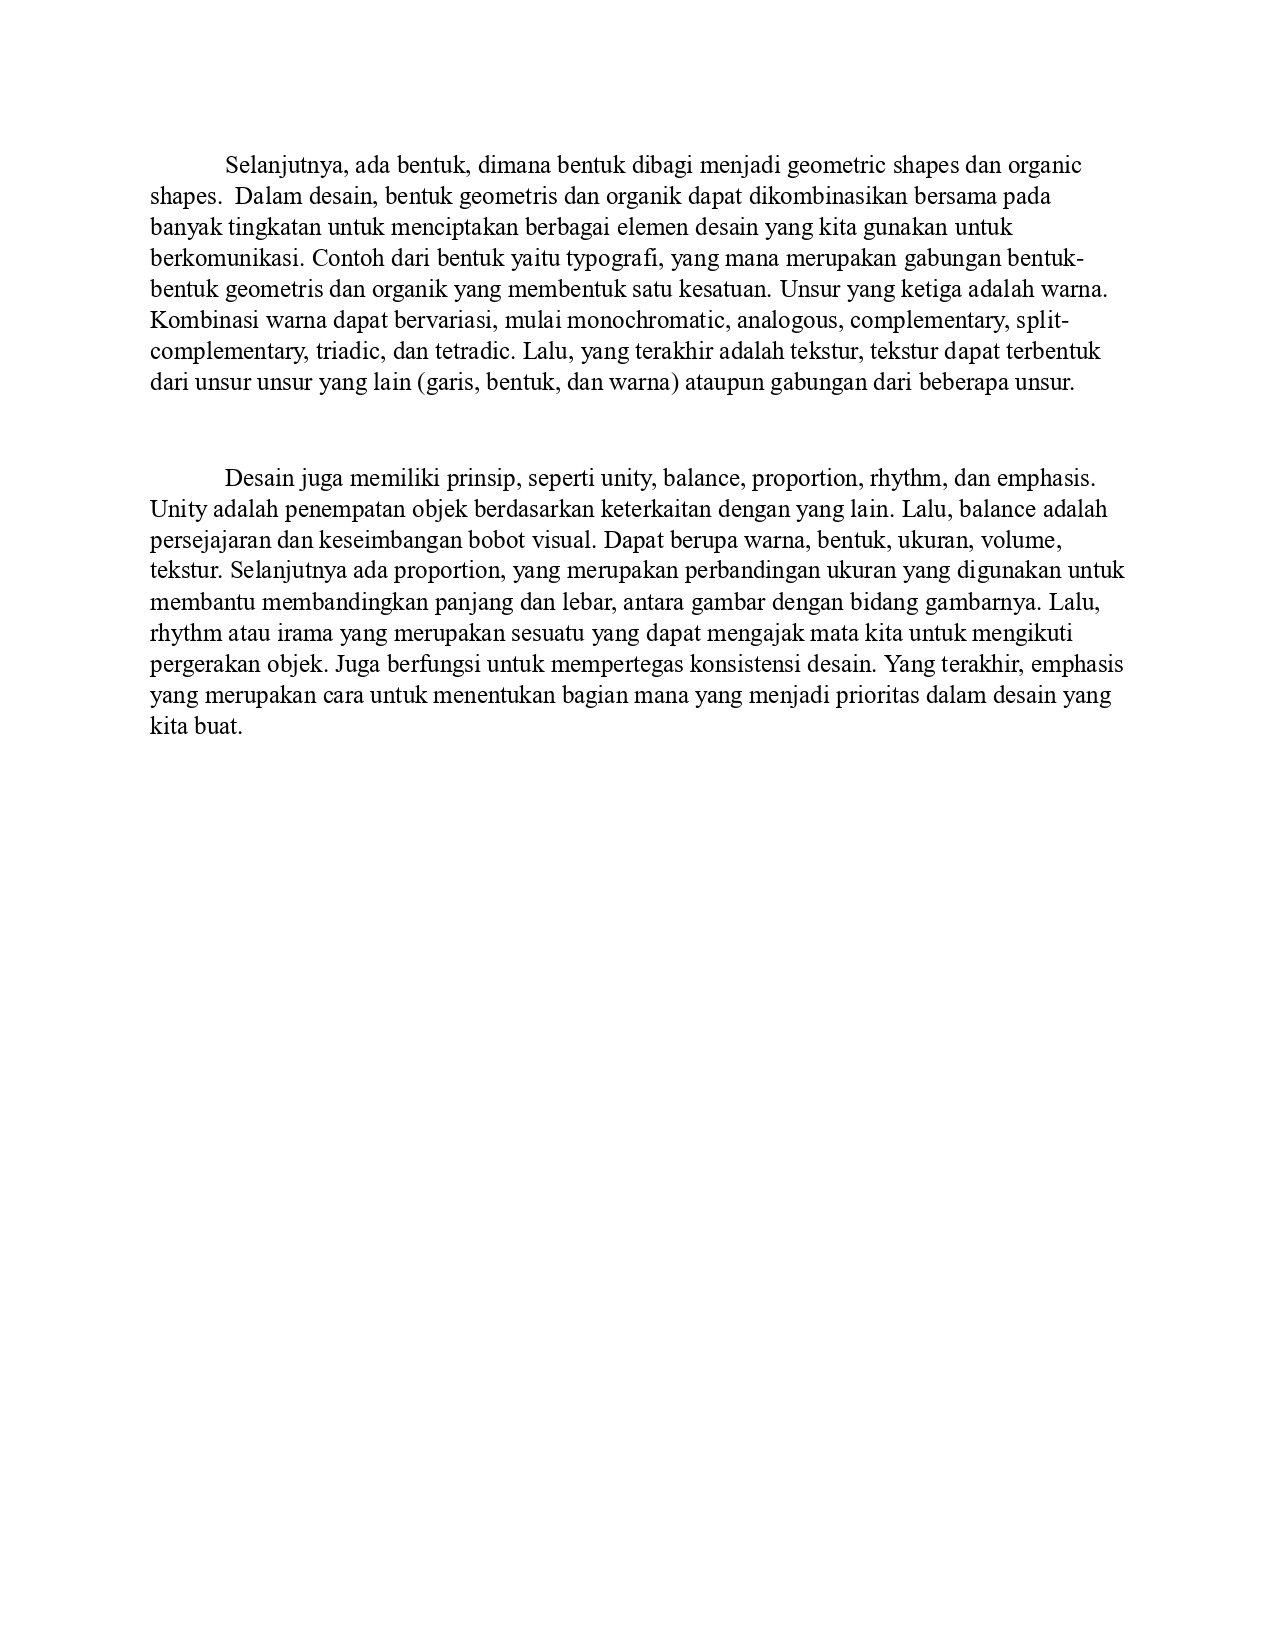 Selanjutnya, ada bentuk, dimana bentuk dibagi menjadi geometric shapes dan organic
shapes.  Dalam desain, bentuk geometris dan organik dapat dikombinasikan bersama pada
banyak tingkatan untuk menciptakan berbagai elemen desain yang kita gunakan untuk
berkomunikasi. Contoh dari bentuk yaitu typografi, yang mana merupakan gabungan bentuk-
bentuk geometris dan organik yang membentuk satu kesatuan. Unsur yang ketiga adalah warna.
Kombinasi warna dapat bervariasi, mulai monochromatic, analogous, complementary, split-
complementary, triadic, dan tetradic. Lalu, yang terakhir adalah tekstur, tekstur dapat terbentuk
dari unsur unsur yang lain (garis, bentuk, dan warna) ataupun gabungan dari beberapa unsur.
Desain juga memiliki prinsip, seperti unity, balance, proportion, rhythm, dan emphasis.
Unity adalah penempatan objek berdasarkan keterkaitan dengan yang lain. Lalu, balance adalah
persejajaran dan keseimbangan bobot visual. Dapat berupa warna, bentuk, ukuran, volume,
tekstur. Selanjutnya ada proportion, yang merupakan perbandingan ukuran yang digunakan untuk
membantu membandingkan panjang dan lebar, antara gambar dengan bidang gambarnya. Lalu,
rhythm atau irama yang merupakan sesuatu yang dapat mengajak mata kita untuk mengikuti
pergerakan objek. Juga berfungsi untuk mempertegas konsistensi desain. Yang terakhir, emphasis
yang merupakan cara untuk menentukan bagian mana yang menjadi prioritas dalam desain yang
kita buat.